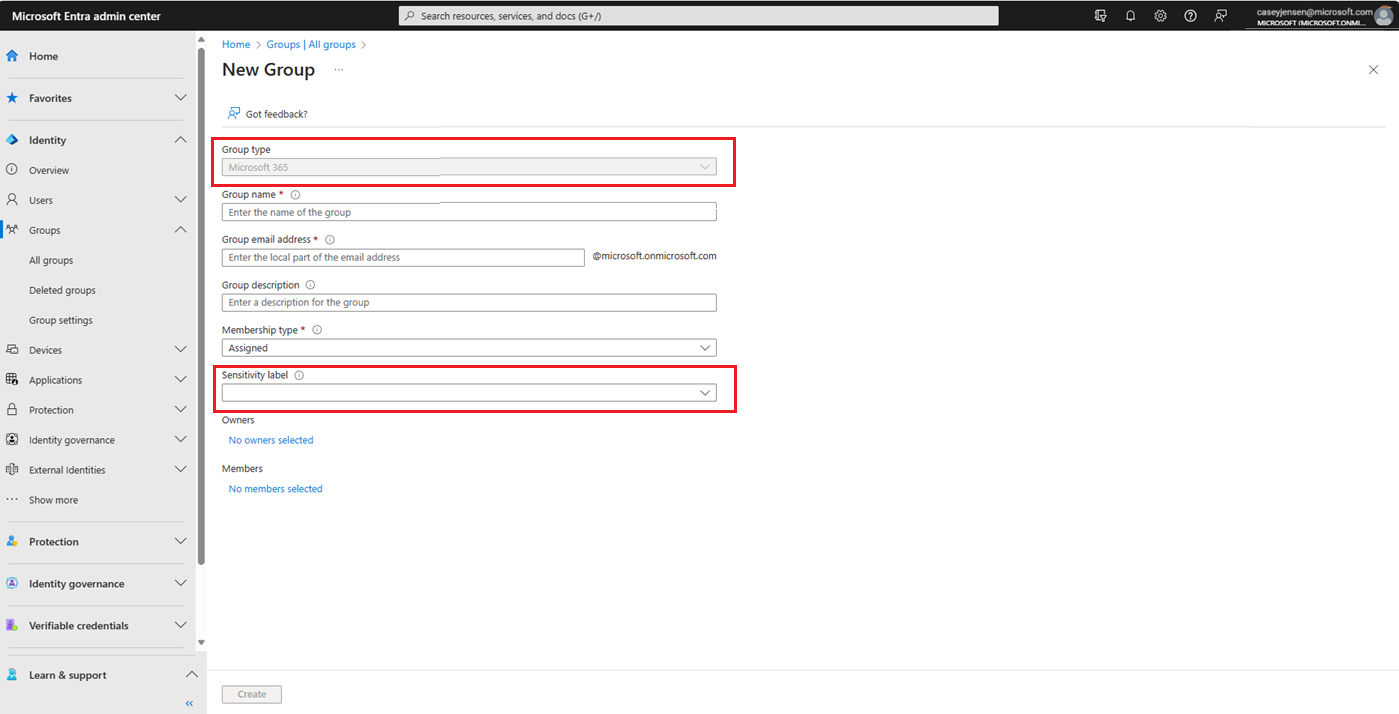 Microsoft Entra admin center
Search resources, services, and docs (G+/)
caseyjensen@microsoft.com
MICROSOFT (MICROSOFT.ONMI...
Home
Favorites
Identity
Overview
Users
Groups
All groups
Deleted groups
Group settings
Devices
Applications
Protection
Identity governance
External Identities
Show more
Protection
Identity governance
Verifiable credentials
Learn & support
Home > Groups | All groups >
New Group ...
Got feedback?
Group type
Microsoft 365
Group name *
Enter the name of the group
Group email address *
Enter the local part of the email address @microsoft.onmicrosoft.com
Group description
Enter a description for the group
Membership type *
Assigned
Sensitivity label
Owners
No owners selected
Members
No members selected
Create